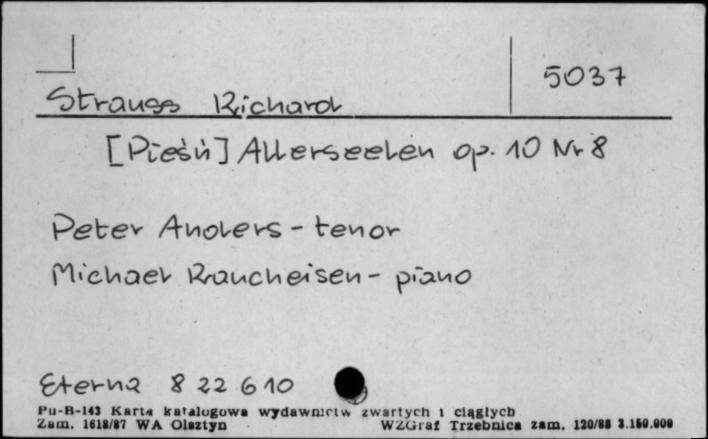 5037
Strauss Richard
[Pieśń] Allerseelen op. 10 Nr 8
Peter Anders - tenor
Michael Raucheisen - piano
Eterna 8 22 610
Pu-B-143 Karta katalogowa wydawnictw zwartych i ciągłych
Zam. 1618/87 WA Olsztyn WZGraf Trzebnica zam. 120/88 3.150.000